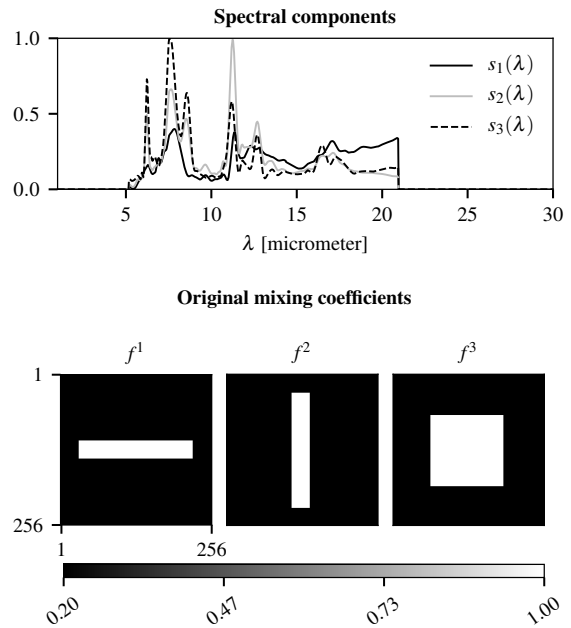 Spectral components
1.0
0.5
0.0
s₁(λ)
s₂(λ)
s₃(λ)
5 10 15 20 25 30
λ [micrometer]
Original mixing coefficients
f¹ f² f³
1
256
1 256
0.20 0.47 0.73 1.00